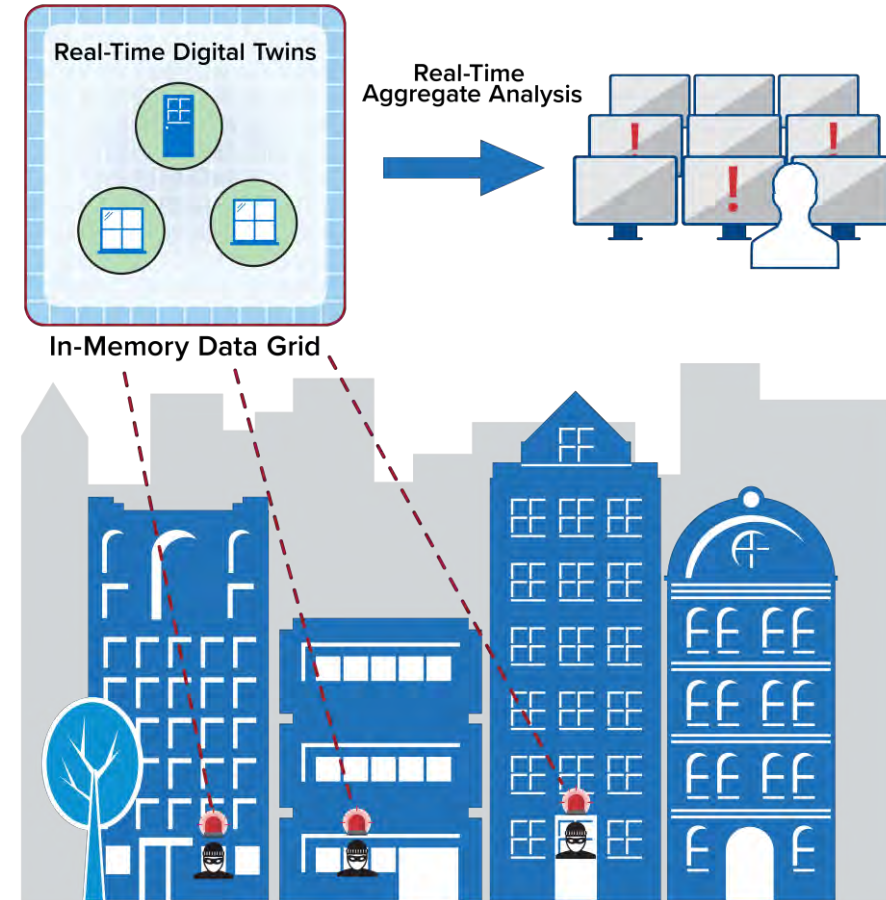 Real-Time Digital Twins
Real-Time
Aggregate Analysis
!
!
!
In-Memory Data Grid